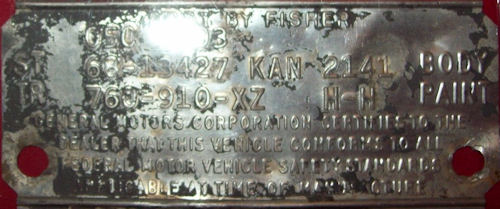 BY FISHER
ST 68-13427 KAN 2141 BODY
TR 760-910-XZ H-H PAINT
GENERAL MOTORS CORPORATION CERTIFIES TO THE
DEALER THAT THIS VEHICLE CONFORMS TO ALL
FEDERAL MOTOR VEHICLE SAFETY STANDARDS
APPLICABLE AT TIME OF MANUFACTURE